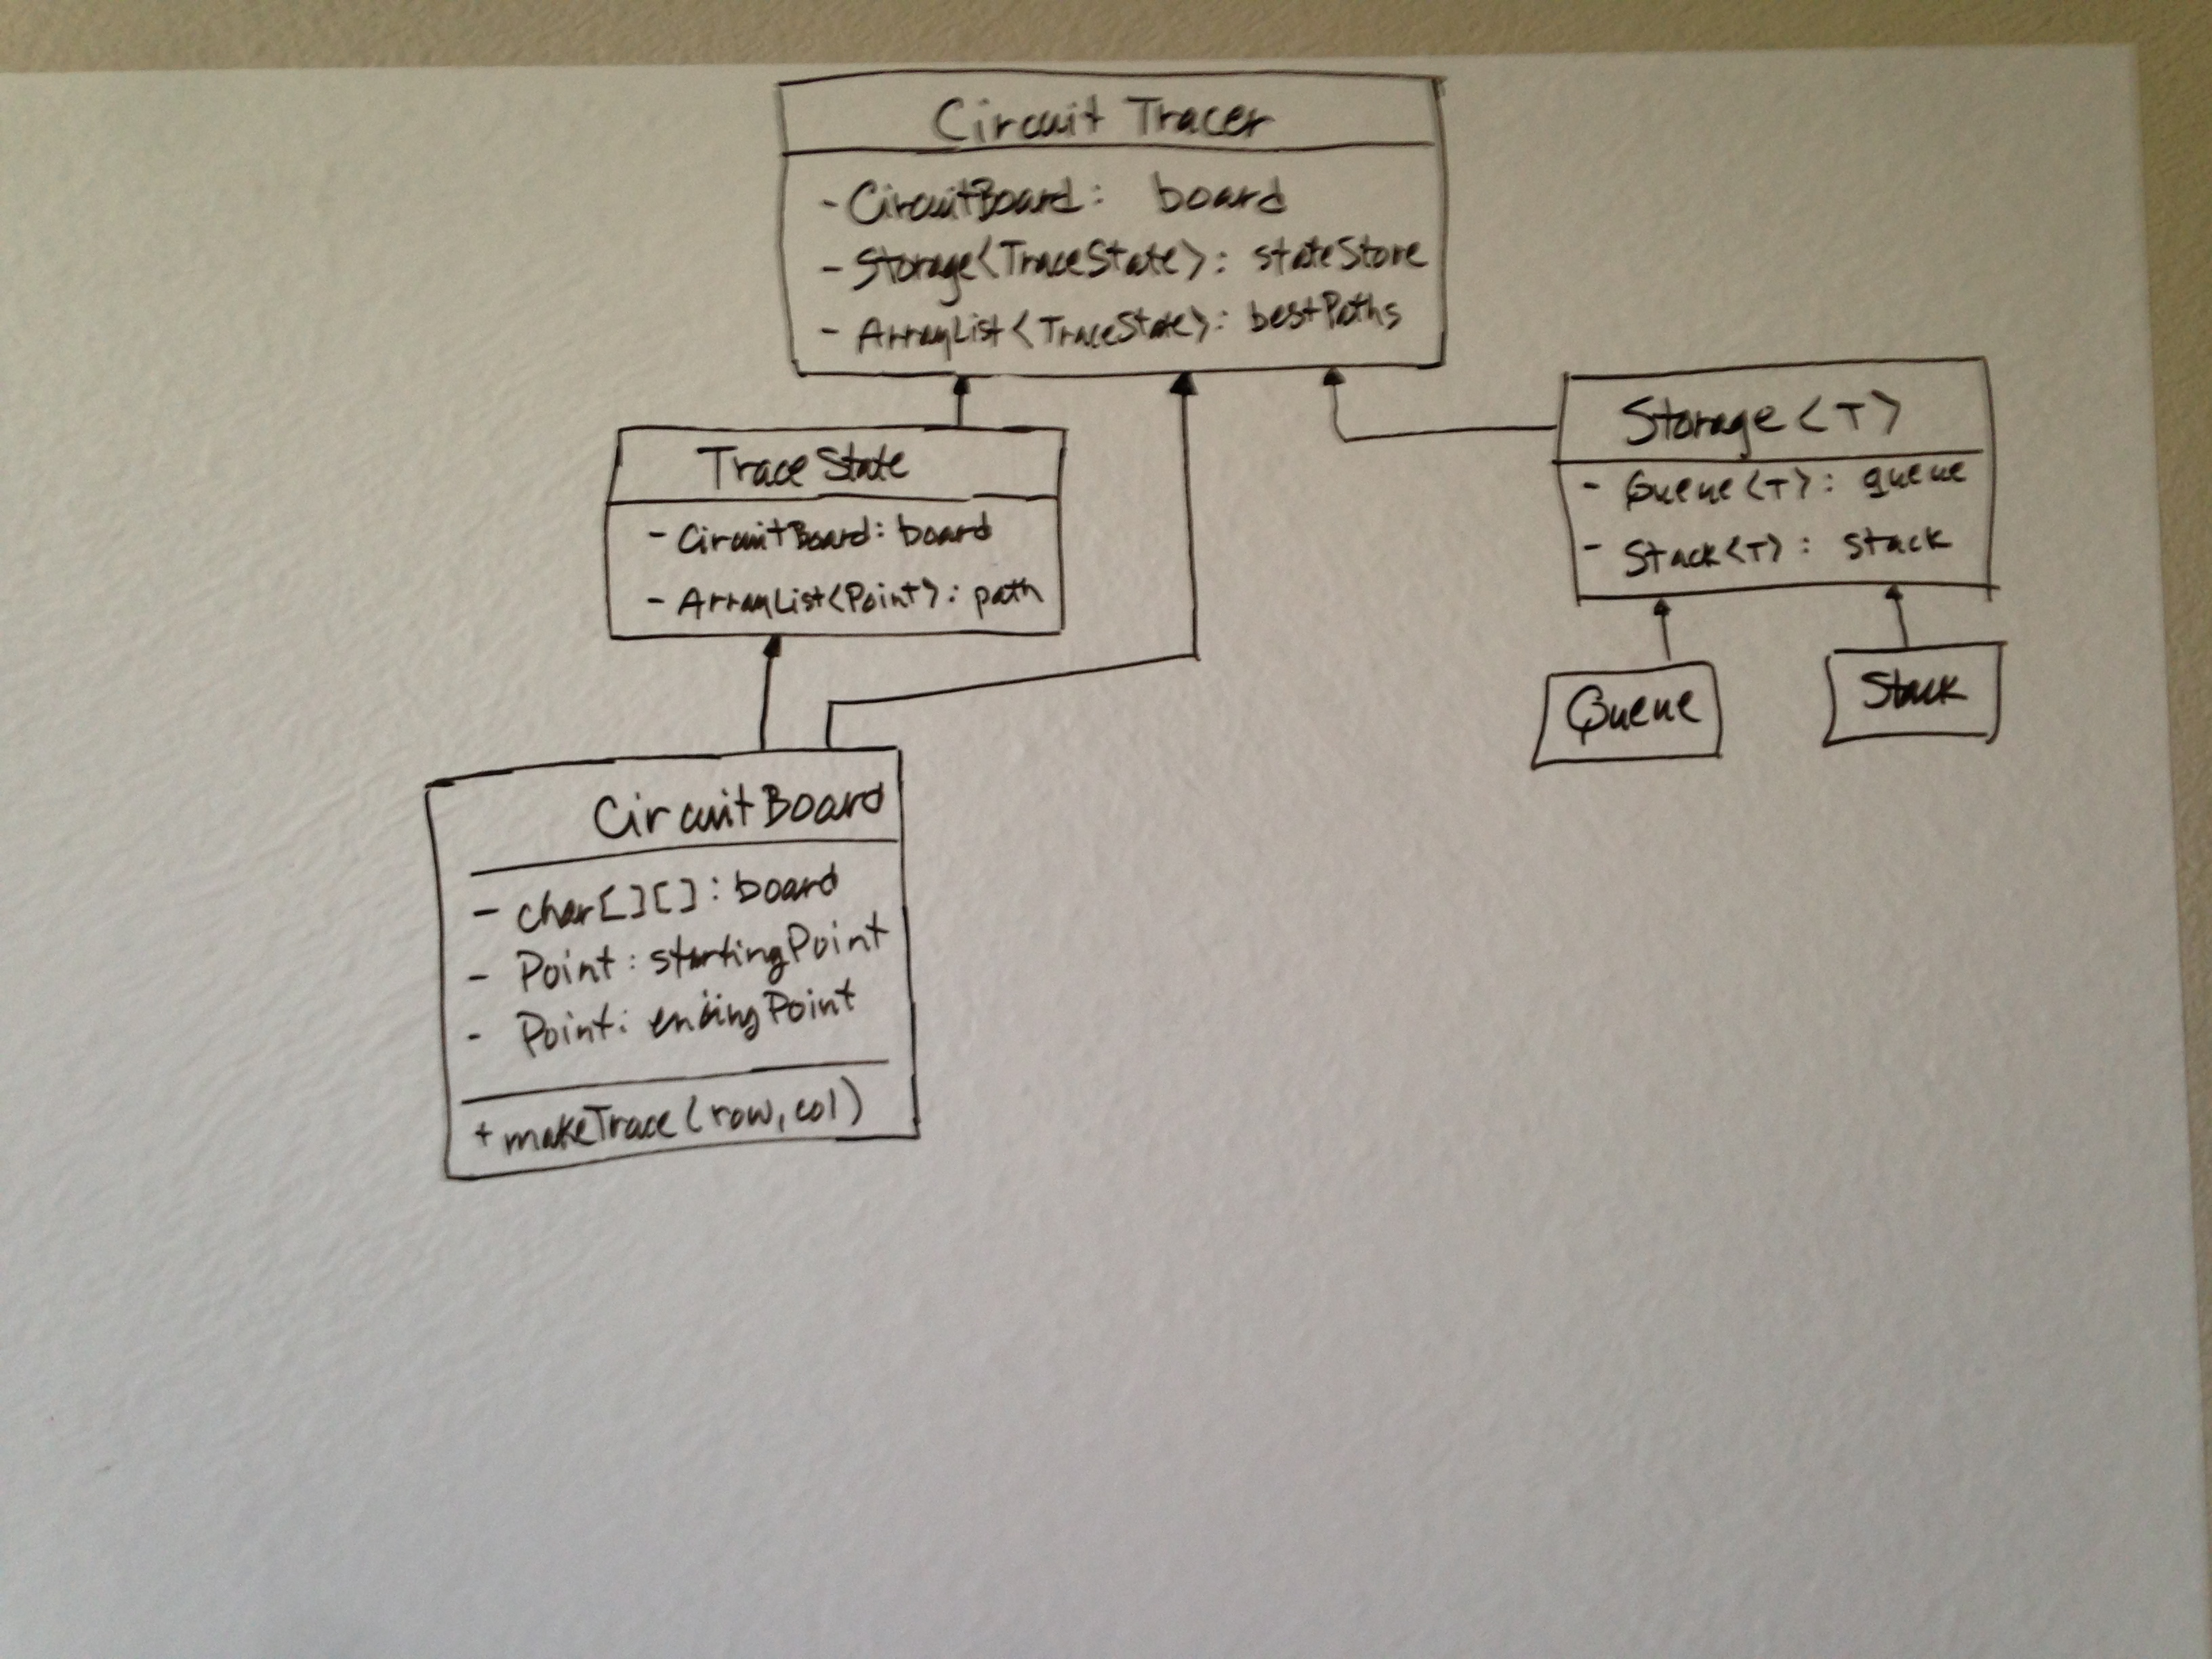 Circuit Tracer
- CircuitBoard: board
- Storage<TraceState>: stateStore
- ArrayList<TraceState>: bestPaths
TraceState
- CircuitBoard: board
- ArrayList<Point>: path
Storage<T>
- Queue<T>: queue
- Stack<T>: stack
Queue
Stack
CircuitBoard
- char[][]: board
- Point: startingPoint
- Point: endingPoint
+ makeTrace(row, col)